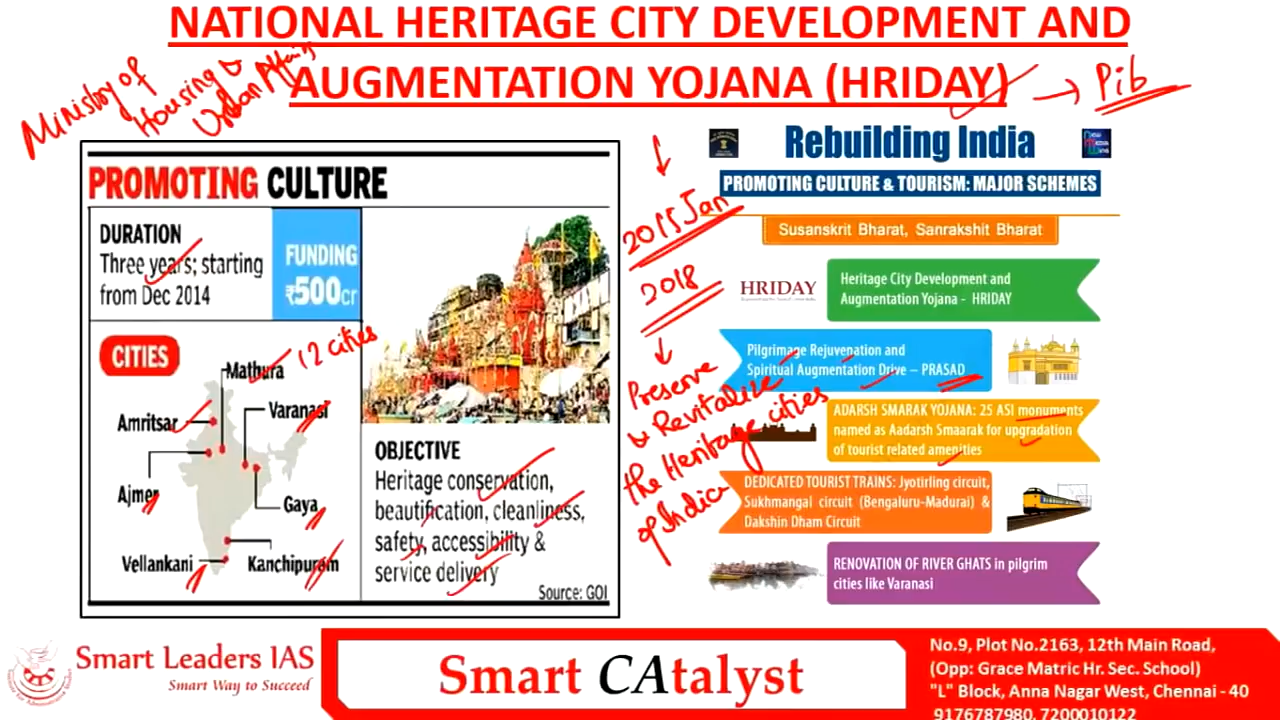 NATIONAL HERITAGE CITY DEVELOPMENT AND
AUGMENTATION YOJANA (HRIDAY)
→ Pib
Ministry of
Housing &
Urban Affairs
PROMOTING CULTURE
DURATION
Three years; starting
from Dec 2014
FUNDING
₹500cr
CITIES
12 cities
Mathura
Amritsar
Varanasi
Ajmer
Gaya
Vellankani
Kanchipuram
OBJECTIVE
Heritage conservation,
beautification, cleanliness,
safety, accessibility &
service delivery
Source: GOI
2015 Jan
2018
Preserve
& Revitalize
the Heritage cities
of India
Rebuilding India
PROMOTING CULTURE & TOURISM: MAJOR SCHEMES
Susanskrit Bharat, Sanrakshit Bharat
HRIDAY
Heritage City Development and
Augmentation Yojana - HRIDAY
Pilgrimage Rejuvenation and
Spiritual Augmentation Drive – PRASAD
ADARSH SMARAK YOJANA: 25 ASI monuments
named as Aadarsh Smaarak for upgradation
of tourist related amenities
DEDICATED TOURIST TRAINS: Jyotirling circuit,
Sukhmangal circuit (Bengaluru-Madurai) &
Dakshin Dham Circuit
RENOVATION OF RIVER GHATS in pilgrim
cities like Varanasi
Smart Leaders IAS
Smart Way to Succeed
Smart CAtalyst
No.9, Plot No.2163, 12th Main Road,
(Opp: Grace Matric Hr. Sec. School)
"L" Block, Anna Nagar West, Chennai - 40
9176787980, 7200010122